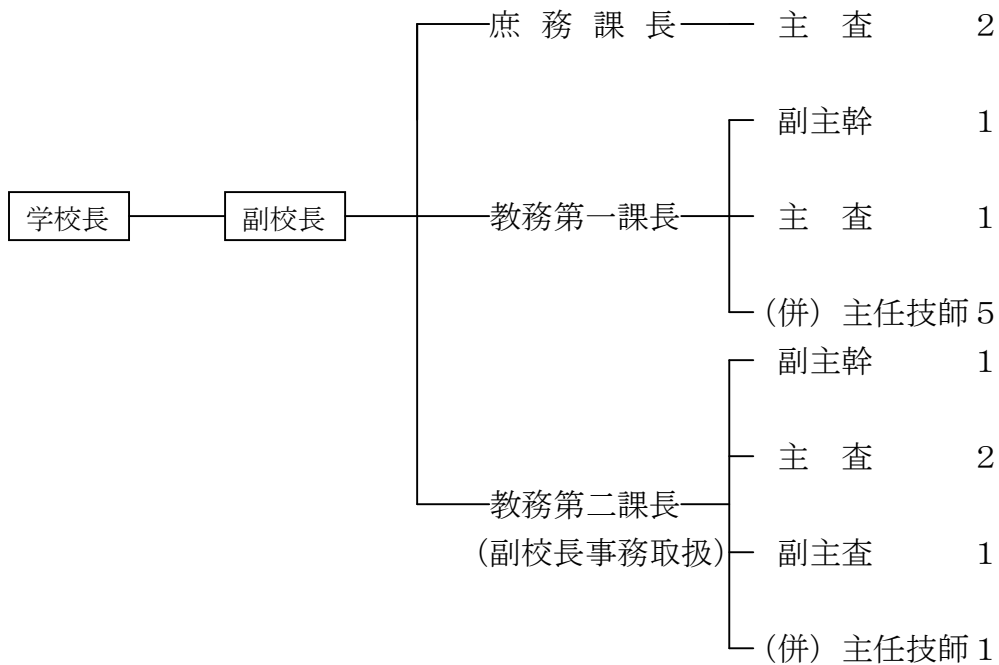 庶務課長 主査 2
副主幹 1
学校長 副校長 教務第一課長 主査 1
(併)主任技師 5
副主幹 1
主査 2
教務第二課長
(副校長事務取扱) 副主査 1
(併)主任技師 1